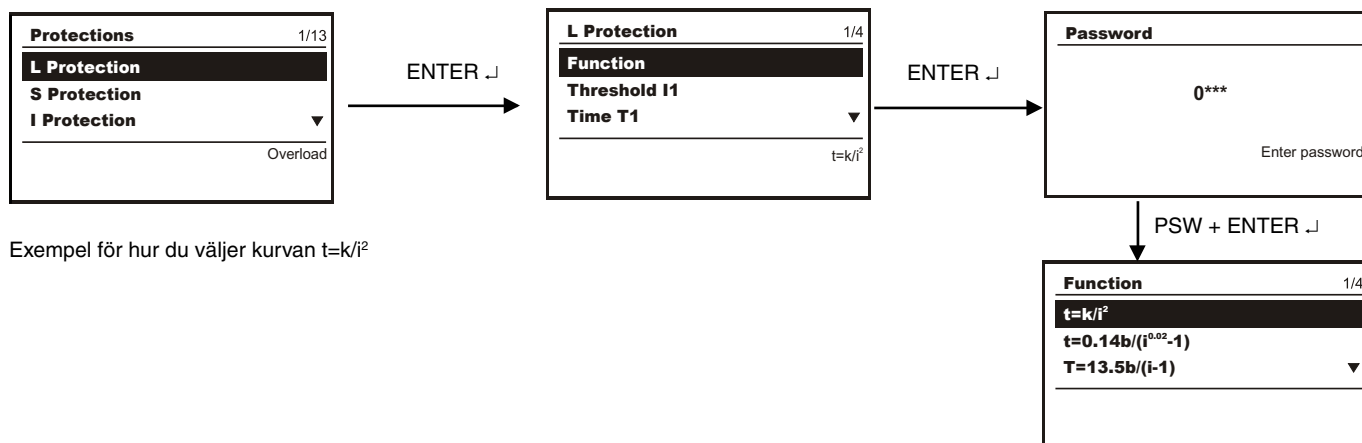 Protections 1/13
L Protection
S Protection
I Protection ▼
Overload
ENTER ↵
L Protection 1/4
Function
Threshold I1
Time T1 ▼
t=k/i²
ENTER ↵
Password
0***
Enter password
PSW + ENTER ↵
Exempel för hur du väljer kurvan t=k/i²
Function 1/4
t=k/i²
t=0.14b/(i⁰·⁰²-1)
T=13.5b/(i-1) ▼